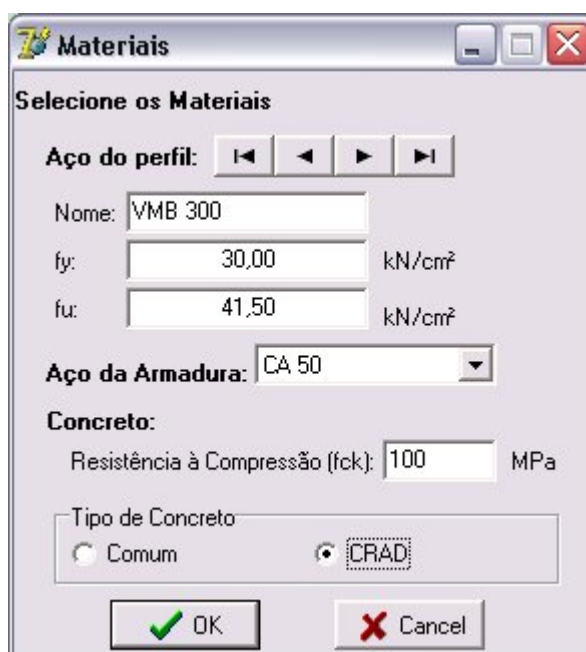 Materiais
Selecione os Materiais
Aço do perfil:
Nome: VMB 300
fy: 30,00 kN/cm²
fu: 41,50 kN/cm²
Aço da Armadura: CA 50
Concreto:
Resistência à Compressão (fck): 100 MPa
Tipo de Concreto
Comum CRAD
OK Cancel